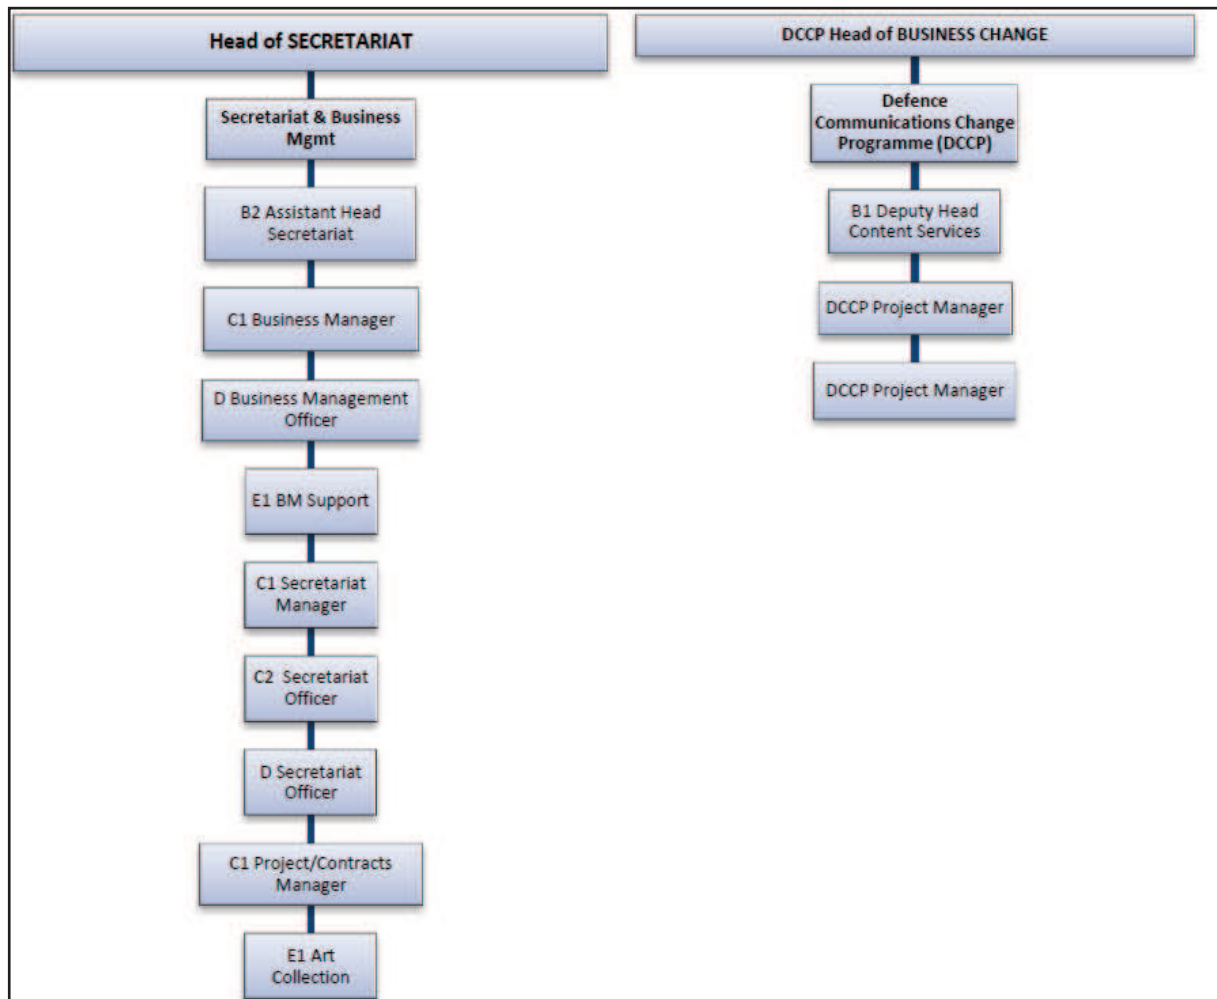 Head of SECRETARIAT
Secretariat & Business
Mgmt
B2 Assistant Head
Secretariat
C1 Business Manager
D Business Management
Officer
E1 BM Support
C1 Secretariat
Manager
C2 Secretariat
Officer
D Secretariat
Officer
C1 Project/Contracts
Manager
E1 Art
Collection
DCCP Head of BUSINESS CHANGE
Defence
Communications Change
Programme (DCCP)
B1 Deputy Head
Content Services
DCCP Project Manager
DCCP Project Manager